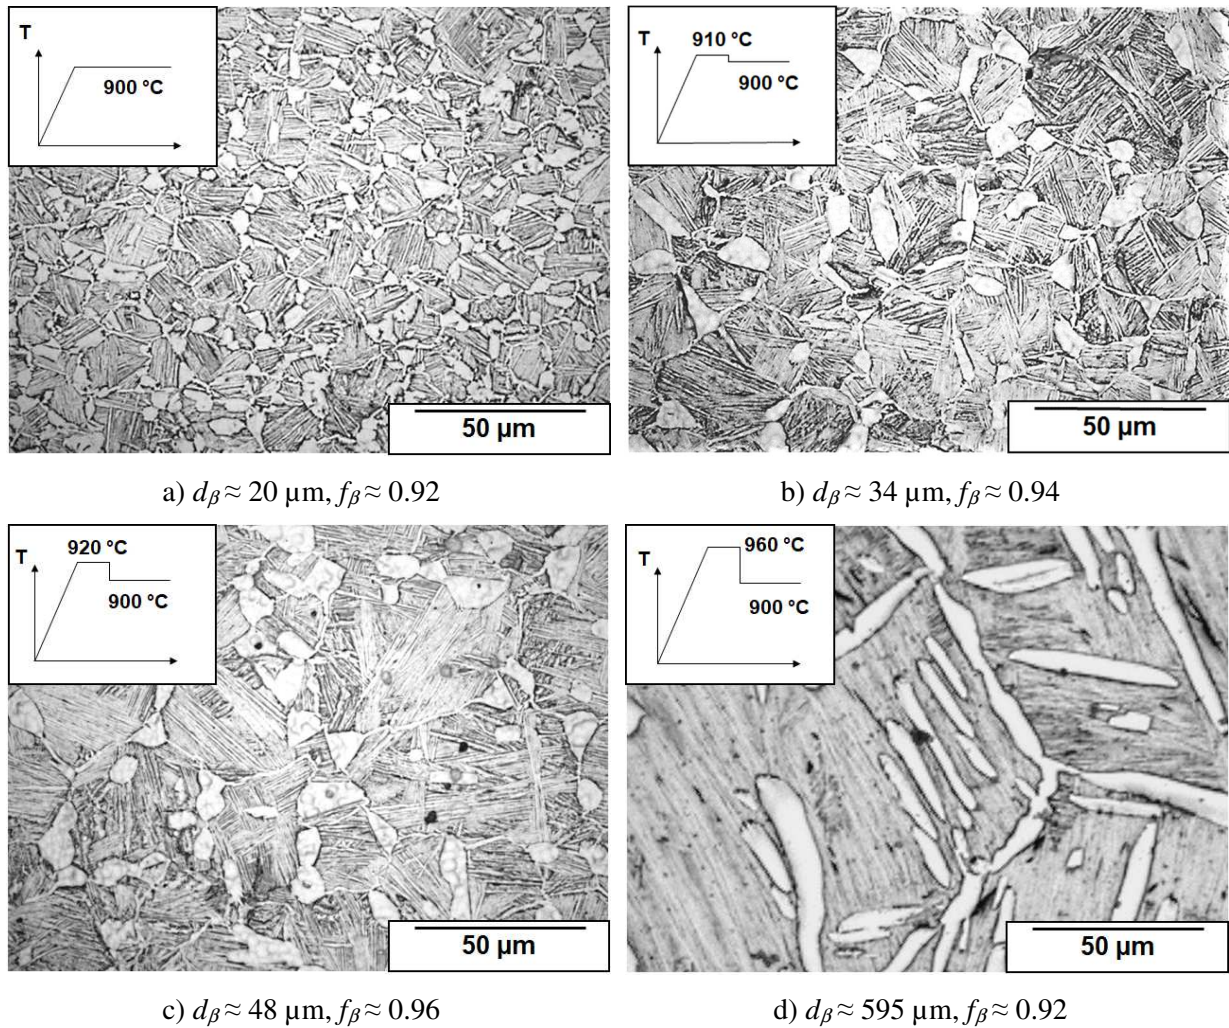 T
900 °C
50 µm
a) dβ ≈ 20 µm, fβ ≈ 0.92
T
910 °C
900 °C
50 µm
b) dβ ≈ 34 µm, fβ ≈ 0.94
T
920 °C
900 °C
50 µm
c) dβ ≈ 48 µm, fβ ≈ 0.96
T
960 °C
900 °C
50 µm
d) dβ ≈ 595 µm, fβ ≈ 0.92